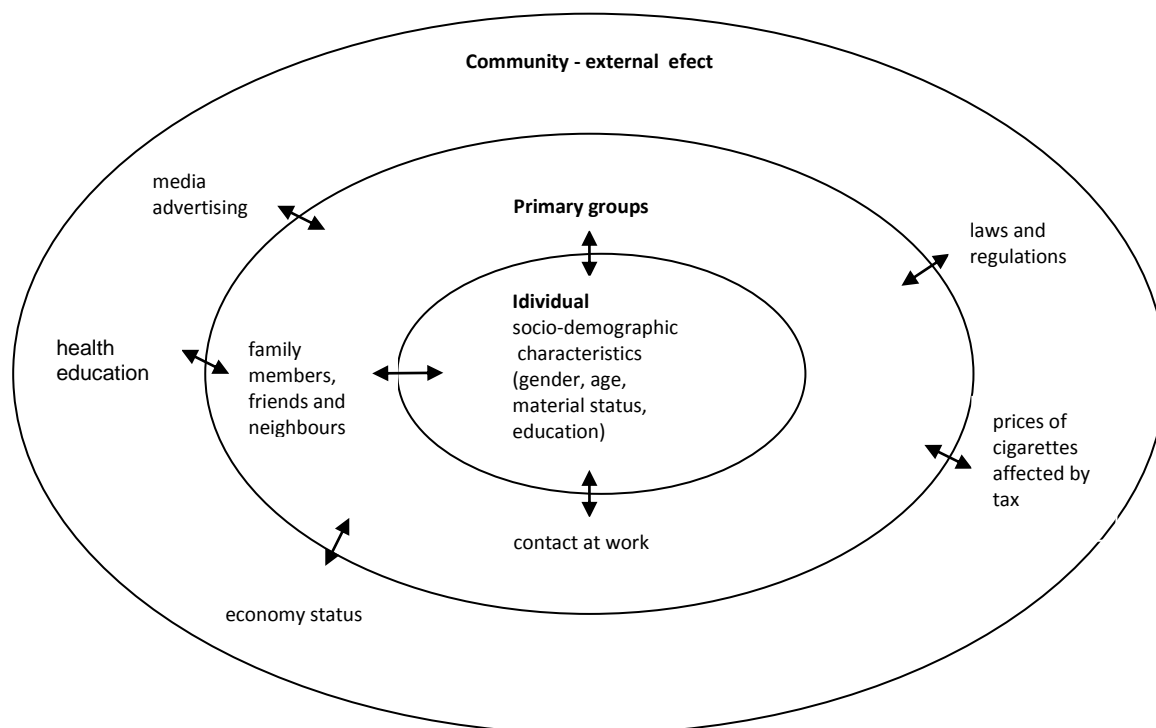 Community - external efect
media
advertising
Primary groups
laws and
regulations
Idividual
socio-demographic
characteristics
(gender, age,
material status,
education)
health
education
family
members,
friends and
neighbours
prices of
cigarettes
affected by
tax
contact at work
economy status